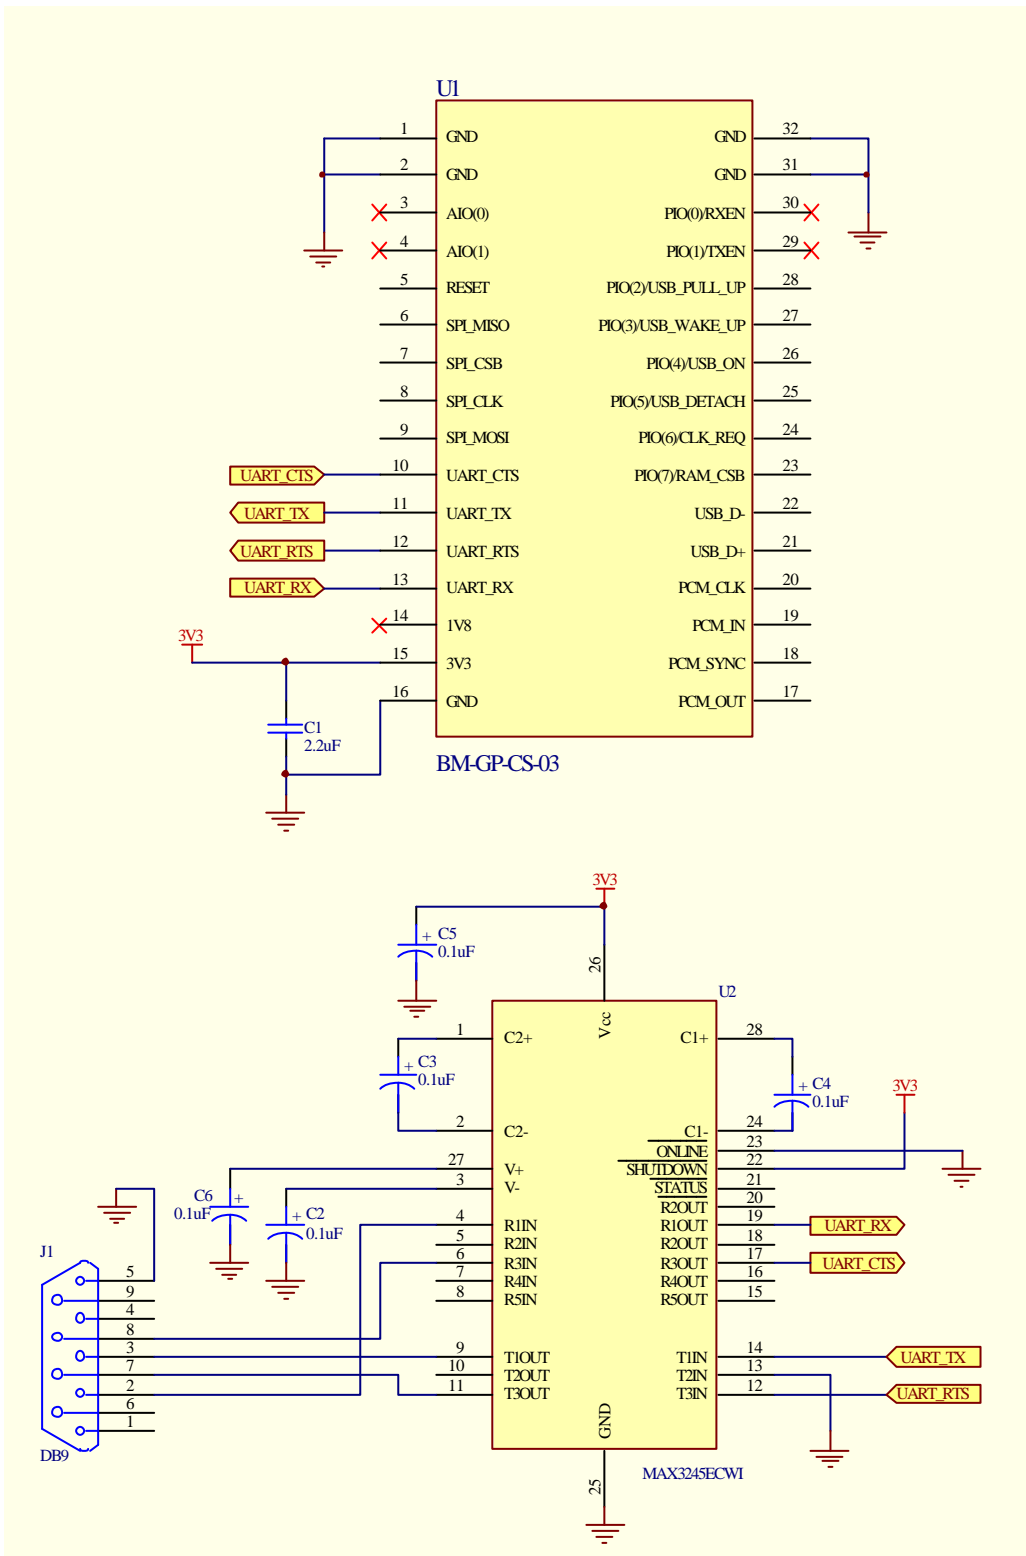 U1
1 GND GND 32
2 GND GND 31
3 AIO(0) PIO(0)/RXEN 30
4 AIO(1) PIO(1)/TXEN 29
5 RESET PIO(2)/USB_PULL_UP 28
6 SPI_MISO PIO(3)/USB_WAKE_UP 27
7 SPI_CSB PIO(4)/USB_ON 26
8 SPI_CLK PIO(5)/USB_DETACH 25
9 SPI_MOSI PIO(6)/CLK_REQ 24
UART_CTS 10 UART_CTS PIO(7)/RAM_CSB 23
UART_TX 11 UART_TX USB_D- 22
UART_RTS 12 UART_RTS USB_D+ 21
UART_RX 13 UART_RX PCM_CLK 20
14 1V8 PCM_IN 19
3V3
15 3V3 PCM_SYNC 18
16 GND PCM_OUT 17
C1
2.2uF
BM-GP-CS-03
3V3
+ C5
0.1uF
26
U2
Vcc
1 C2+ C1+ 28
+ C3
0.1uF
+ C4
0.1uF
3V3
2 C2- C1- 24
ONLINE 23
27 V+ SHUTDOWN 22
3 V- STATUS 21
C6 +
0.1uF
+ C2
0.1uF
R2OUT 20
4 R1IN R1OUT 19 UART_RX
5 R2IN R2OUT 18
6 R3IN R3OUT 17 UART_CTS
7 R4IN R4OUT 16
8 R5IN R5OUT 15
J1
5
9
4
8
3
7
2
6
1
DB9
9 T1OUT T1IN 14 UART_TX
10 T2OUT T2IN 13
11 T3OUT T3IN 12 UART_RTS
GND
25
MAX3245ECWI